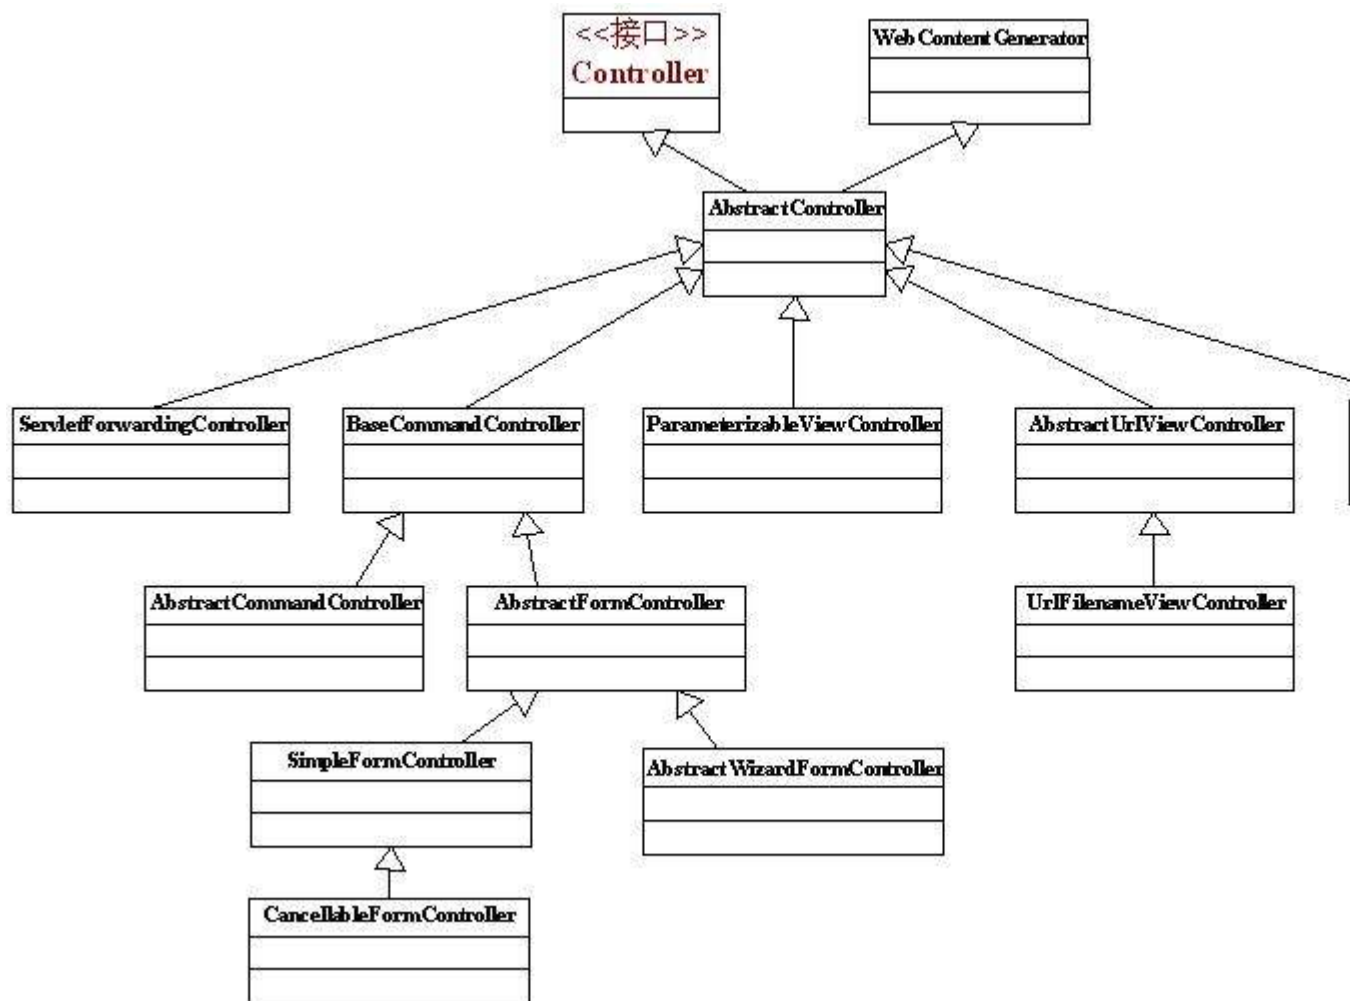 <<接口>>
Controller
Web Content Generator
AbstractController
ServletForwardingController
BaseCommandController
ParameterizableViewController
AbstractUrlViewController
AbstractCommandController
AbstractFormController
UrlFilenameViewController
SimpleFormController
AbstractWizardFormController
CancellableFormController